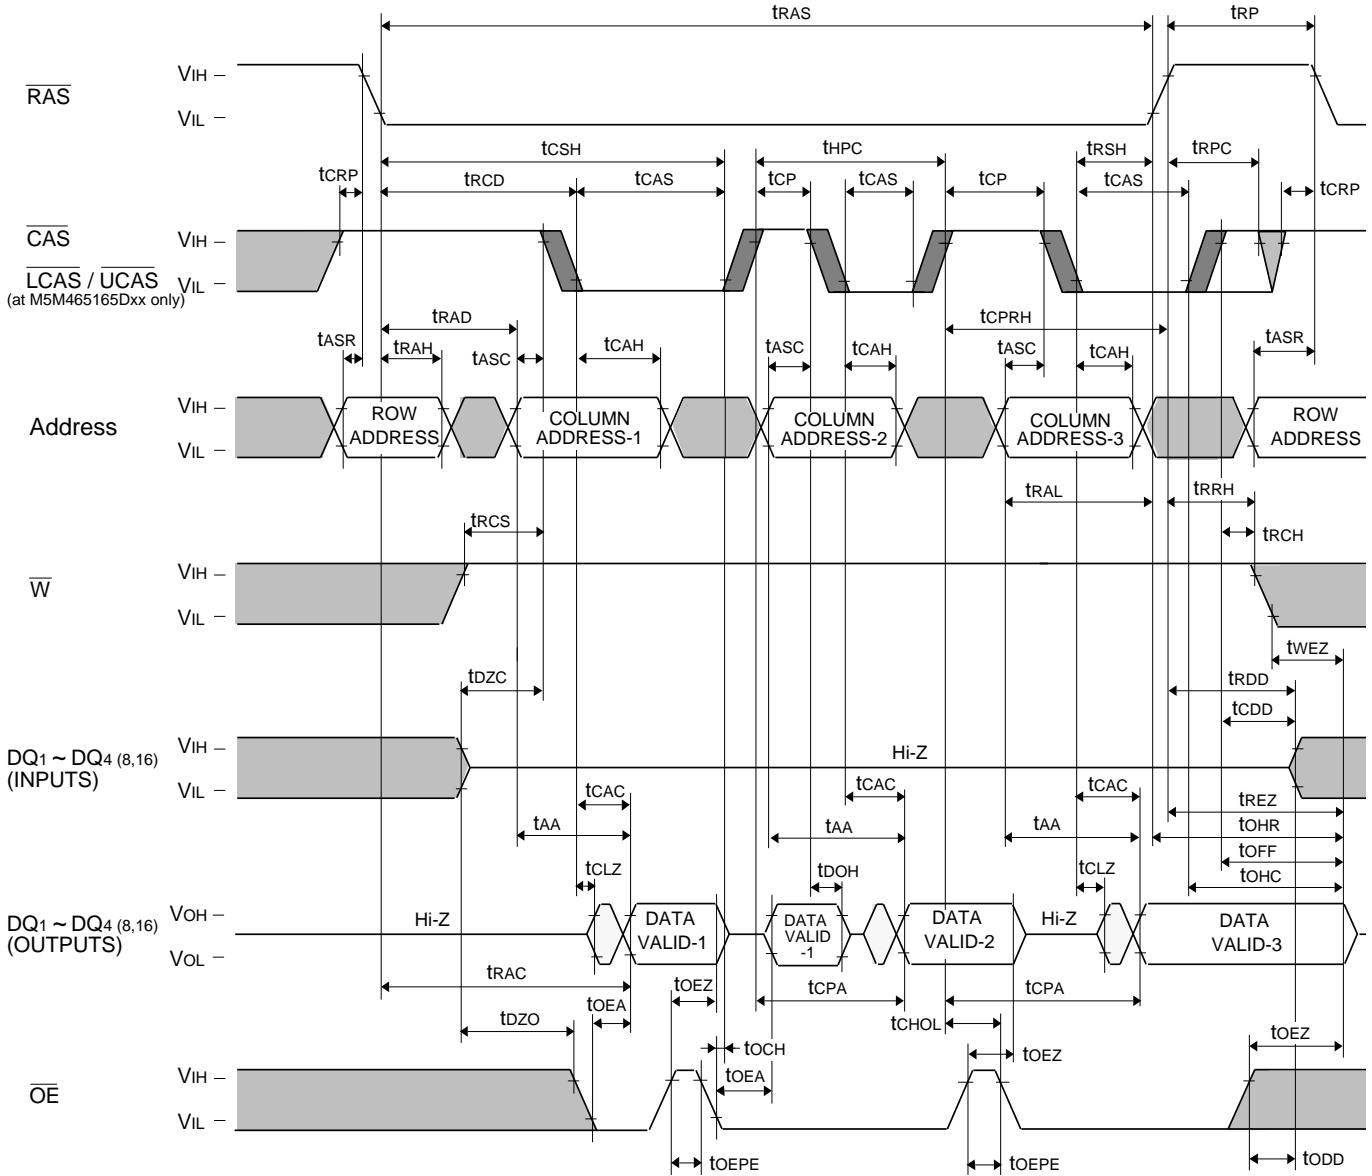 tRAS tRP
RAS VIH
VIL
tCSH tHPC tRSH tRPC
tCRP tRCD tCAS tCP tCAS tCP tCAS tCRP
CAS VIH
LCAS / UCAS VIL
(at M5M465165Dxx only)
tRAD tCPRH
tASR tRAH tASC tCAH tASC tCAH tASC tCAH tASR
Address VIH
VIL
ROW
ADDRESS
COLUMN
ADDRESS-1
COLUMN
ADDRESS-2
COLUMN
ADDRESS-3
ROW
ADDRESS
tRAL tRRH
tRCS tRCH
W VIH
VIL
tWEZ
tDZC tRDD
tCDD
DQ1 ~ DQ4 (8,16)
(INPUTS)
VIH
VIL
Hi-Z
tCAC tCAC tCAC tREZ
tAA tAA tAA tOHR
tOFF
tCLZ tDOH tCLZ tOHC
DQ1 ~ DQ4 (8,16)
(OUTPUTS)
VOH
VOL
Hi-Z
DATA
VALID-1
DATA
VALID
-1
DATA
VALID-2
Hi-Z
DATA
VALID-3
tRAC tOEZ tCPA tCPA
tOEA tCHOL
tDZO tOCH tOEZ tOEZ
tOEA
OE VIH
VIL
tOEPE tOEPE tODD